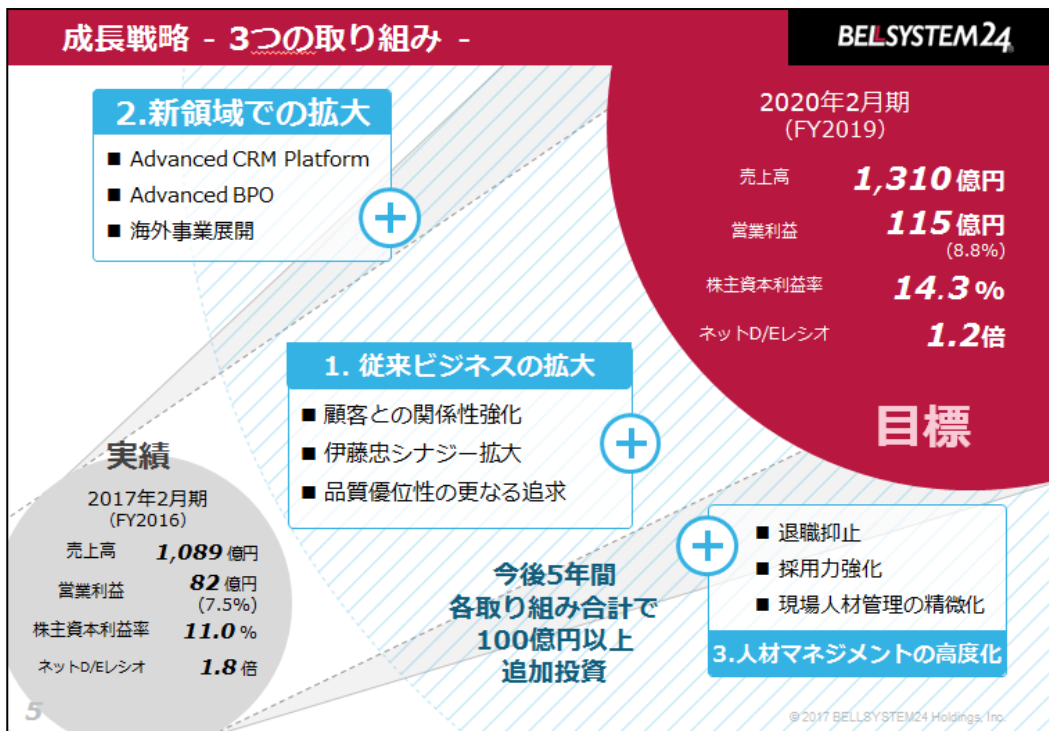 成長戦略 - 3つの取り組み -
BELLSYSTEM24
2.新領域での拡大
■ Advanced CRM Platform
■ Advanced BPO
■ 海外事業展開
2020年2月期
(FY2019)
売上高 1,310億円
営業利益 115億円
(8.8%)
株主資本利益率 14.3%
ネットD/Eレシオ 1.2倍
目標
1. 従来ビジネスの拡大
■ 顧客との関係性強化
■ 伊藤忠シナジー拡大
■ 品質優位性の更なる追求
実績
2017年2月期
(FY2016)
売上高 1,089億円
営業利益 82億円
(7.5%)
株主資本利益率 11.0%
ネットD/Eレシオ 1.8倍
今後5年間
各取り組み合計で
100億円以上
追加投資
■ 退職抑止
■ 採用力強化
■ 現場人材管理の精微化
3.人材マネジメントの高度化
5
© 2017 BELLSYSTEM24 Holdings, Inc.